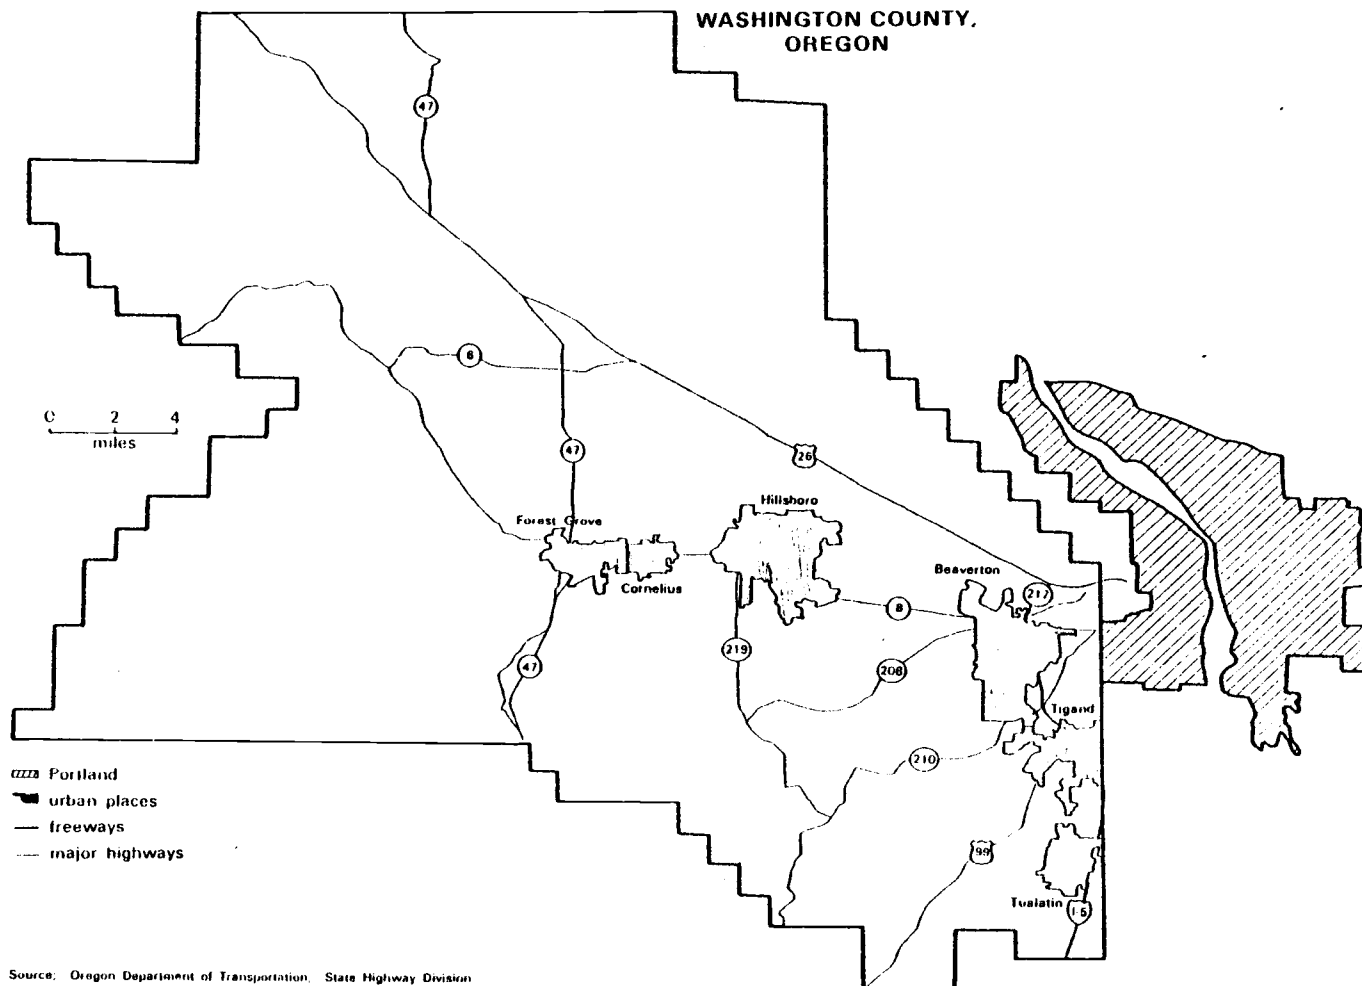 WASHINGTON COUNTY,
OREGON
47
6
0 2 4
miles
47
26
Hillsboro
Forest Grove
Beaverton
Cornelius
217
8
219
47
208
Tigard
210
Portland
urban places
freeways
major highways
99
Tualatin
I-5
Source: Oregon Department of Transportation, State Highway Division